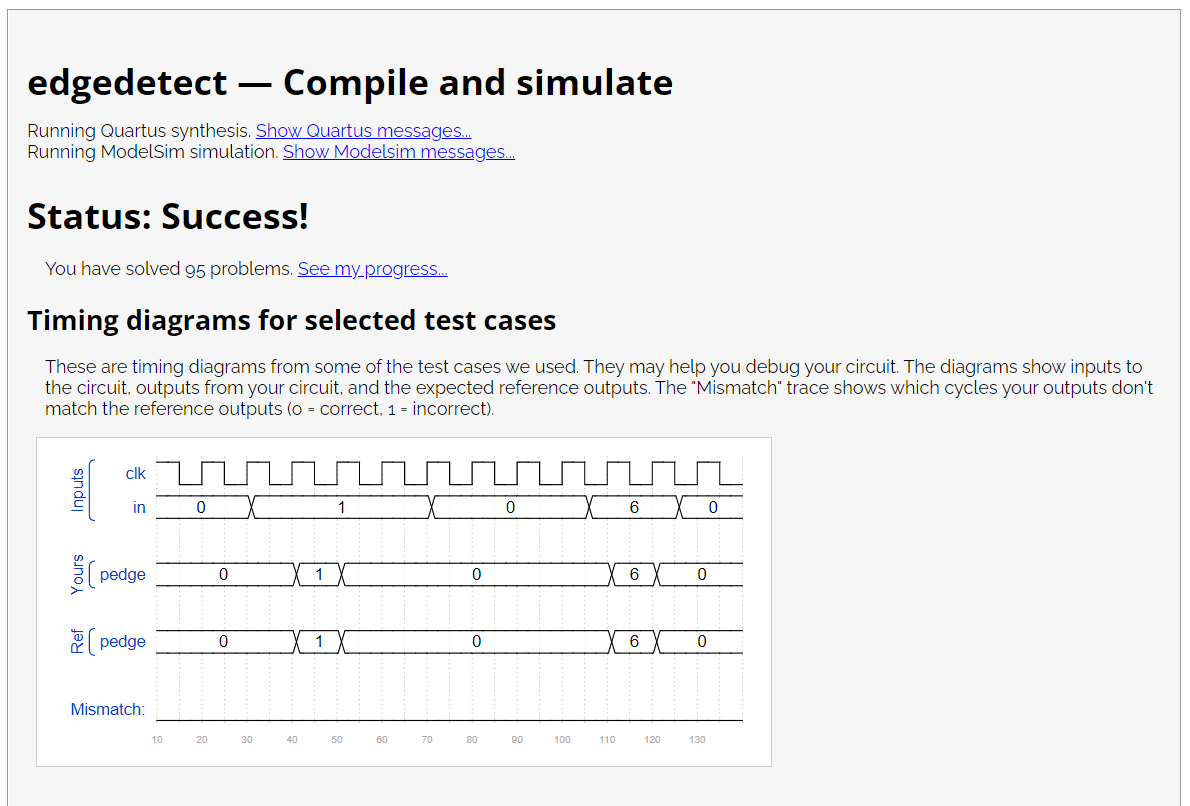 edgedetect — Compile and simulate
Running Quartus synthesis. Show Quartus messages...
Running ModelSim simulation. Show Modelsim messages...
Status: Success!
You have solved 95 problems. See my progress...
Timing diagrams for selected test cases
These are timing diagrams from some of the test cases we used. They may help you debug your circuit. The diagrams show inputs to
the circuit, outputs from your circuit, and the expected reference outputs. The "Mismatch" trace shows which cycles your outputs don't
match the reference outputs (0 = correct, 1 = incorrect).
Inputs
clk
in 0 1 0 6 0
Yours
pedge 0 1 0 6 0
Ref
pedge 0 1 0 6 0
Mismatch:
10 20 30 40 50 60 70 80 90 100 110 120 130